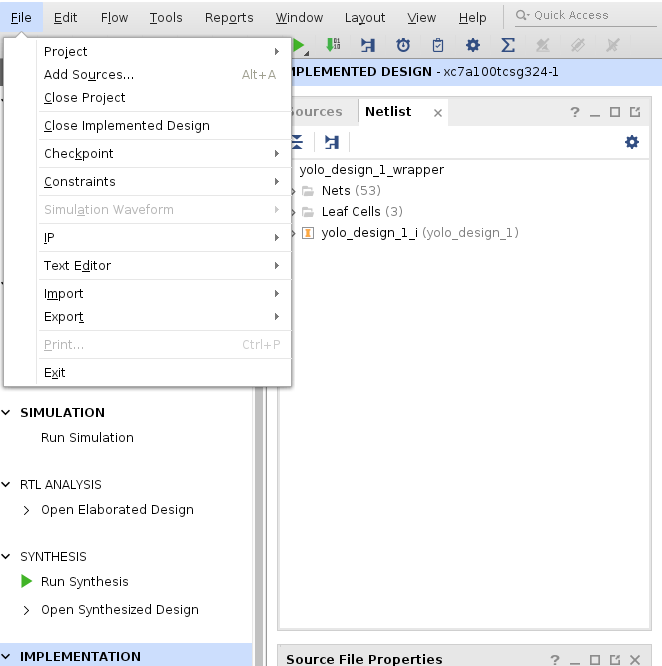 File Edit Flow Tools Reports Window Layout View Help Quick Access
Project
Add Sources... Alt+A
Close Project
Close Implemented Design
Checkpoint
Constraints
Simulation Waveform
IP
Text Editor
Import
Export
Print... Ctrl+P
Exit
MPLEMENTED DESIGN - xc7a100tcsg324-1
ources Netlist
yolo_design_1_wrapper
Nets (53)
Leaf Cells (3)
yolo_design_1_i (yolo_design_1)
SIMULATION
Run Simulation
RTL ANALYSIS
Open Elaborated Design
SYNTHESIS
Run Synthesis
Open Synthesized Design
IMPLEMENTATION
Source File Properties